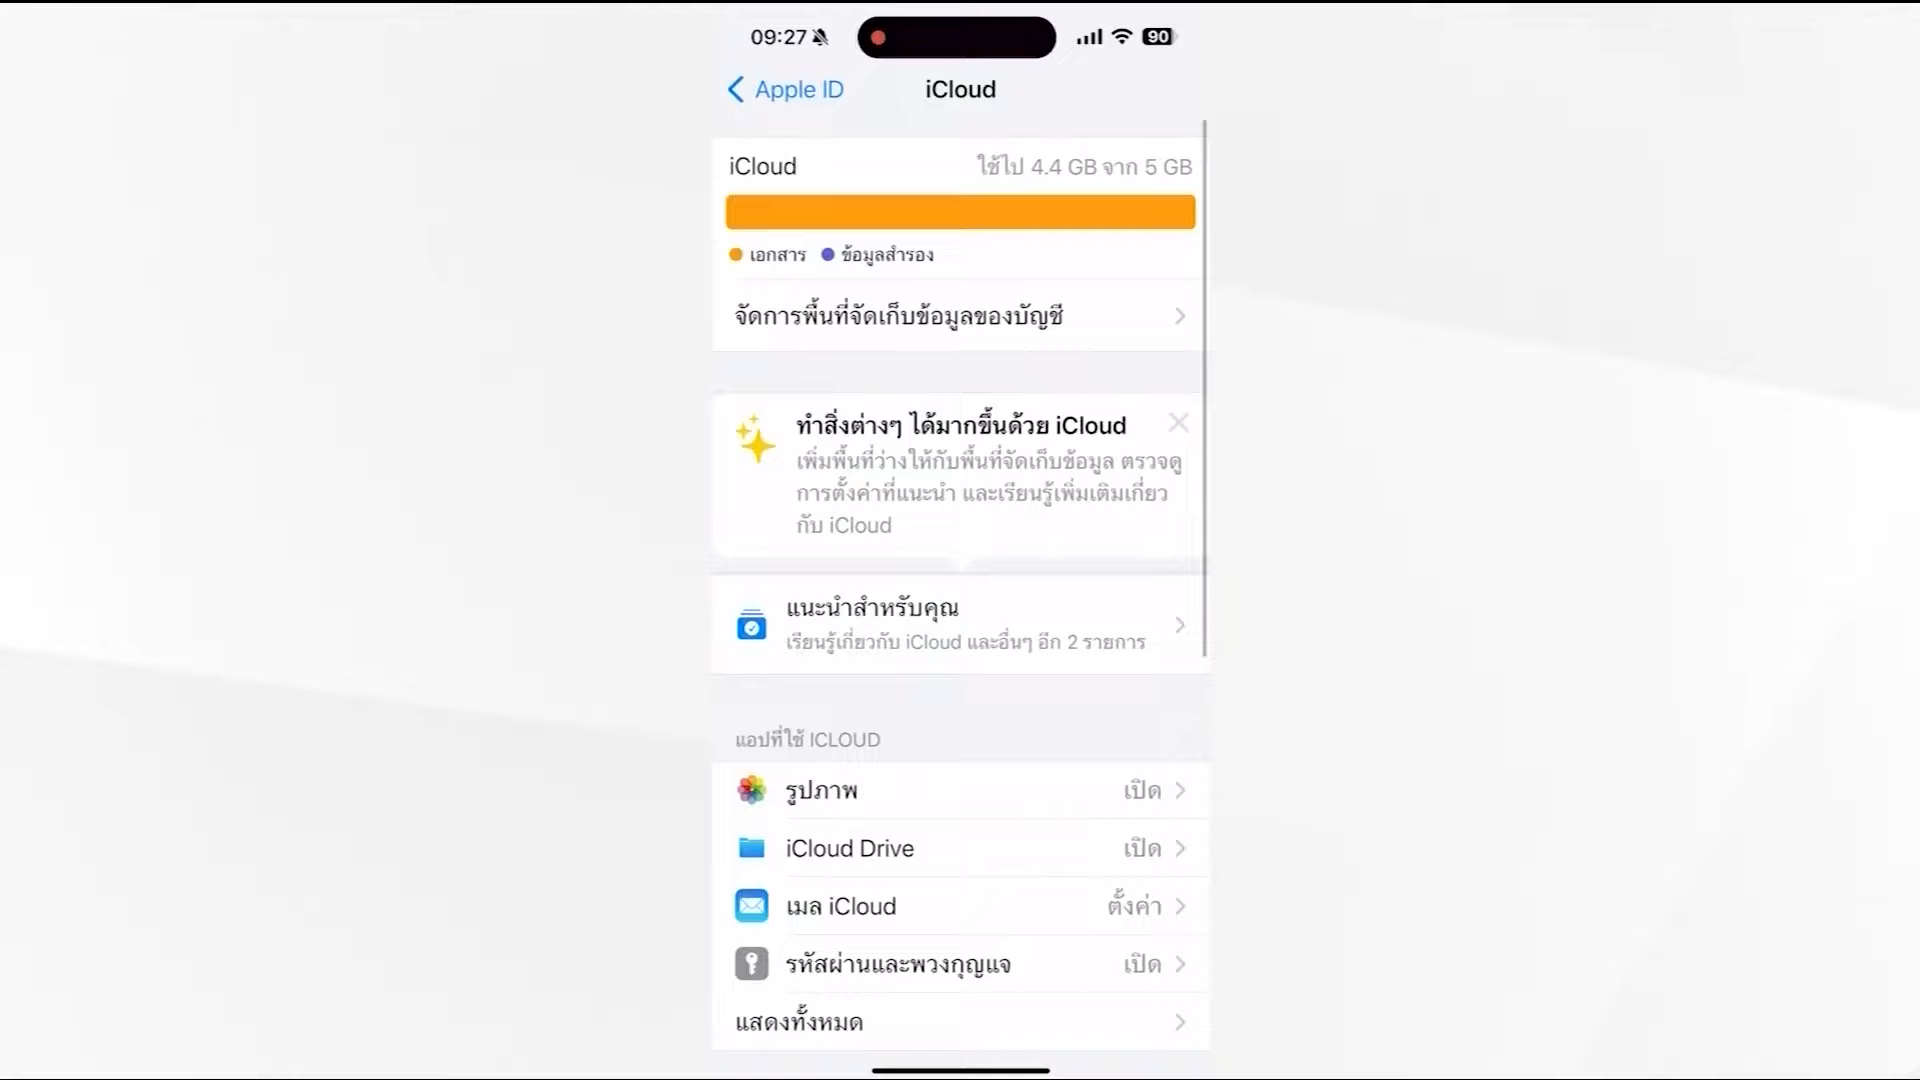 09:27
90
Apple ID
iCloud
iCloud
ใช้ไป 4.4 GB จาก 5 GB
เอกสาร
ข้อมูลสำรอง
จัดการพื้นที่จัดเก็บข้อมูลของบัญชี
ทำสิ่งต่างๆ ได้มากขึ้นด้วย iCloud
เพิ่มพื้นที่ว่างให้กับพื้นที่จัดเก็บข้อมูล ตรวจดู
การตั้งค่าที่แนะนำ และเรียนรู้เพิ่มเติมเกี่ยว
กับ iCloud
แนะนำสำหรับคุณ
เรียนรู้เกี่ยวกับ iCloud และอื่นๆ อีก 2 รายการ
แอปที่ใช้ ICLOUD
รูปภาพ
เปิด
iCloud Drive
เปิด
เมล iCloud
ตั้งค่า
รหัสผ่านและพวงกุญแจ
เปิด
แสดงทั้งหมด